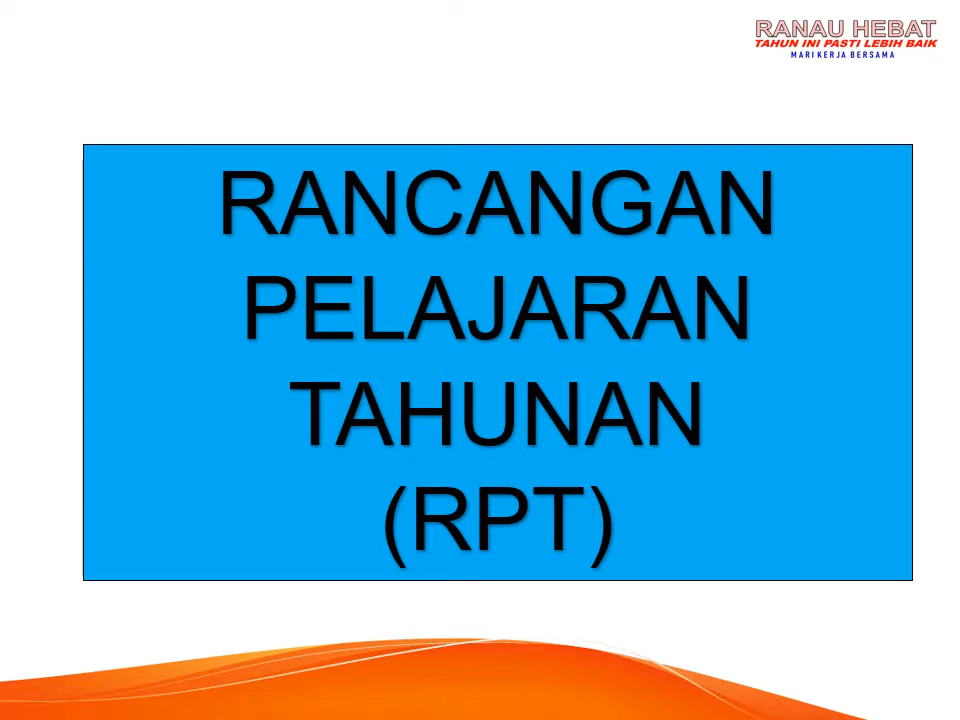 RANAU HEBAT
TAHUN INI PASTI LEBIH BAIK
MARI KERJA BERSAMA
RANCANGAN
PELAJARAN
TAHUNAN
(RPT)